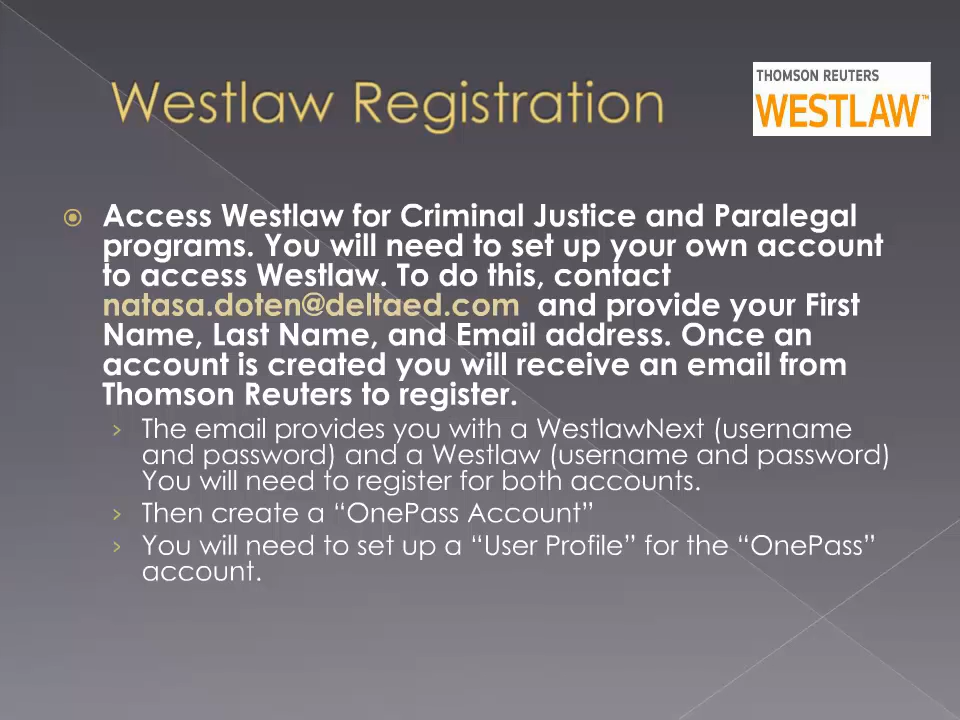 Westlaw Registration
THOMSON REUTERS
WESTLAW™
Access Westlaw for Criminal Justice and Paralegal
programs. You will need to set up your own account
to access Westlaw. To do this, contact
natasa.doten@deltaed.com and provide your First
Name, Last Name, and Email address. Once an
account is created you will receive an email from
Thomson Reuters to register.
› The email provides you with a WestlawNext (username
and password) and a Westlaw (username and password)
You will need to register for both accounts.
› Then create a “OnePass Account”
› You will need to set up a “User Profile” for the “OnePass”
account.